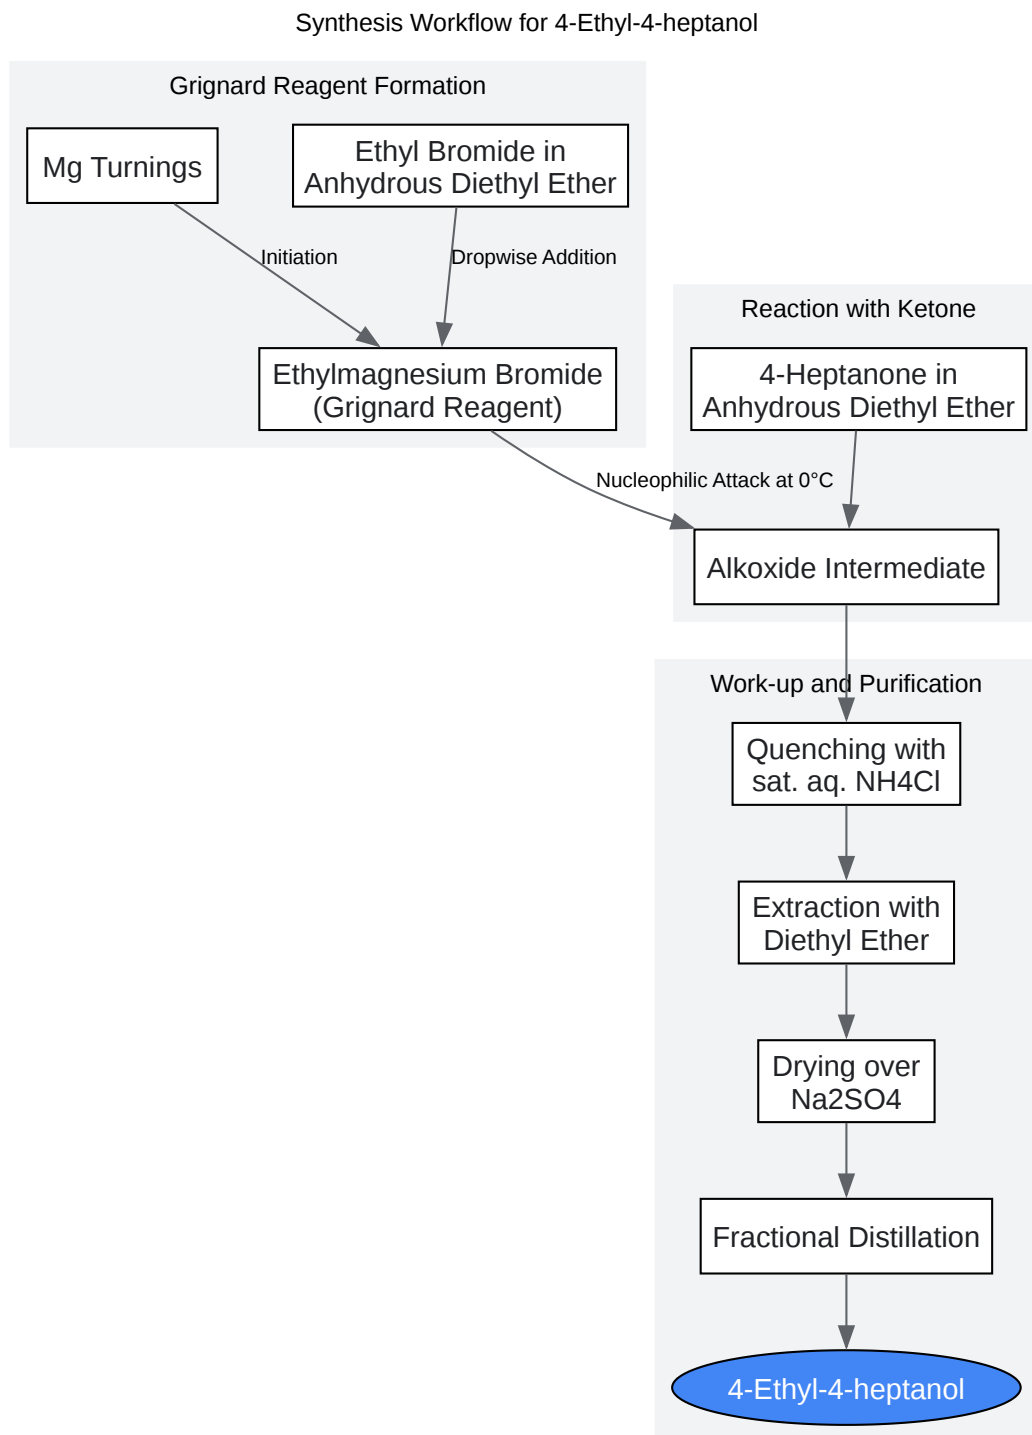 Synthesis Workflow for 4-Ethyl-4-heptanol
Grignard Reagent Formation
Mg Turnings
Ethyl Bromide in
Anhydrous Diethyl Ether
Initiation
Dropwise Addition
Ethylmagnesium Bromide
(Grignard Reagent)
Reaction with Ketone
4-Heptanone in
Anhydrous Diethyl Ether
Nucleophilic Attack at 0°C
Alkoxide Intermediate
Work-up and Purification
Quenching with
sat. aq. NH4Cl
Extraction with
Diethyl Ether
Drying over
Na2SO4
Fractional Distillation
4-Ethyl-4-heptanol